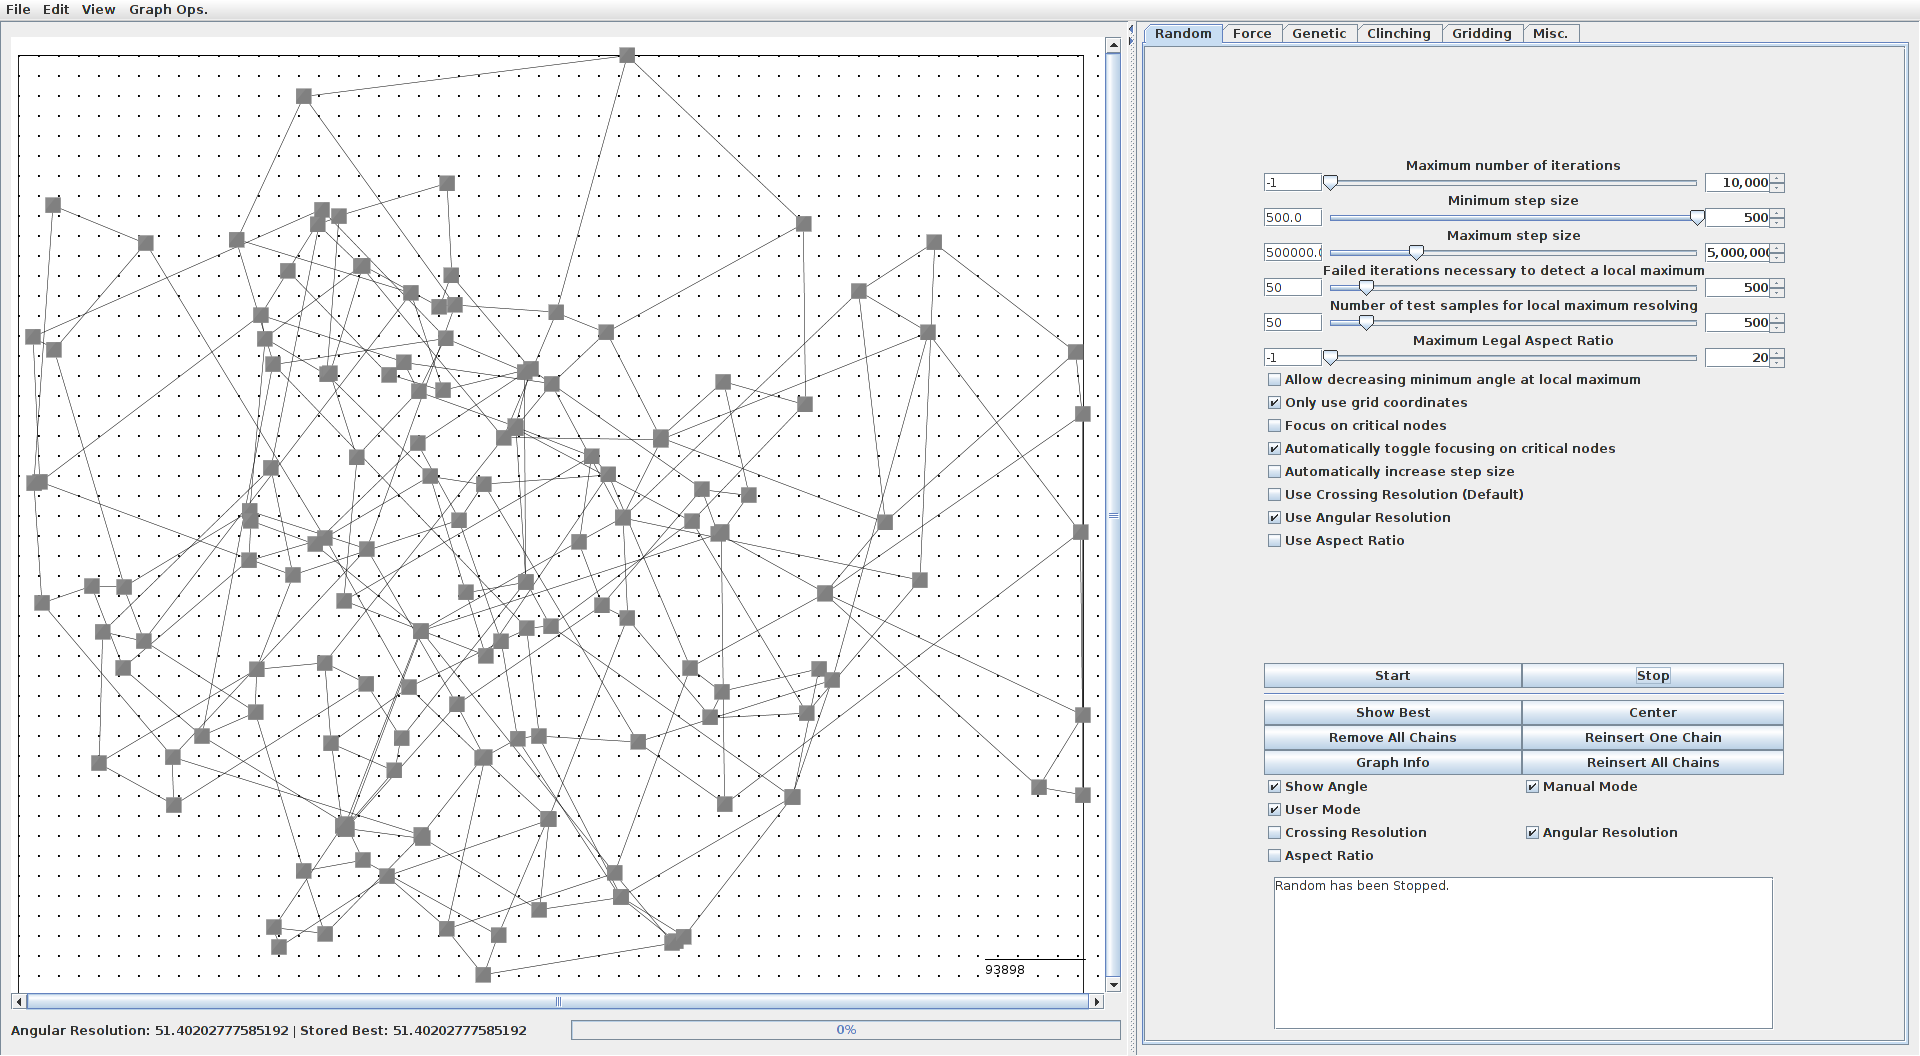 File Edit View Graph Ops.
Random Force Genetic Clinching Gridding Misc.
Maximum number of iterations
-1 10,000
Minimum step size
500.0 500
Maximum step size
500000. 5,000,00
Failed iterations necessary to detect a local maximum
50 500
Number of test samples for local maximum resolving
50 500
Maximum Legal Aspect Ratio
-1 20
Allow decreasing minimum angle at local maximum
Only use grid coordinates
Focus on critical nodes
Automatically toggle focusing on critical nodes
Automatically increase step size
Use Crossing Resolution (Default)
Use Angular Resolution
Use Aspect Ratio
Start Stop
Show Best Center
Remove All Chains Reinsert One Chain
Graph Info Reinsert All Chains
Show Angle Manual Mode
User Mode
Crossing Resolution Angular Resolution
Aspect Ratio
Random has been Stopped.
93898
Angular Resolution: 51.40202777585192 | Stored Best: 51.40202777585192 0%